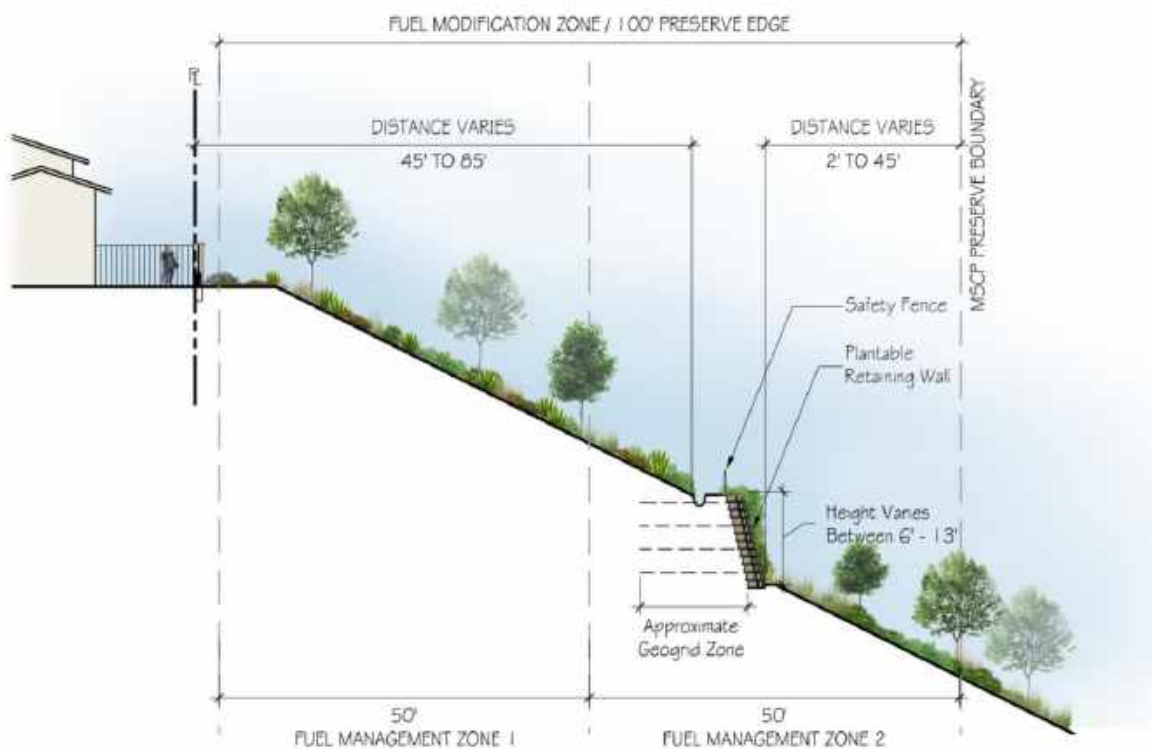 FUEL MODIFICATION ZONE / 100' PRESERVE EDGE
PL
DISTANCE VARIES
45' TO 85'
DISTANCE VARIES
2' TO 45'
MSCP PRESERVE BOUNDARY
Safety Fence
Plantable
Retaining Wall
Height Varies
Between 6' - 13'
Approximate
Geogrid Zone
50'
FUEL MANAGEMENT ZONE 1
50'
FUEL MANAGEMENT ZONE 2